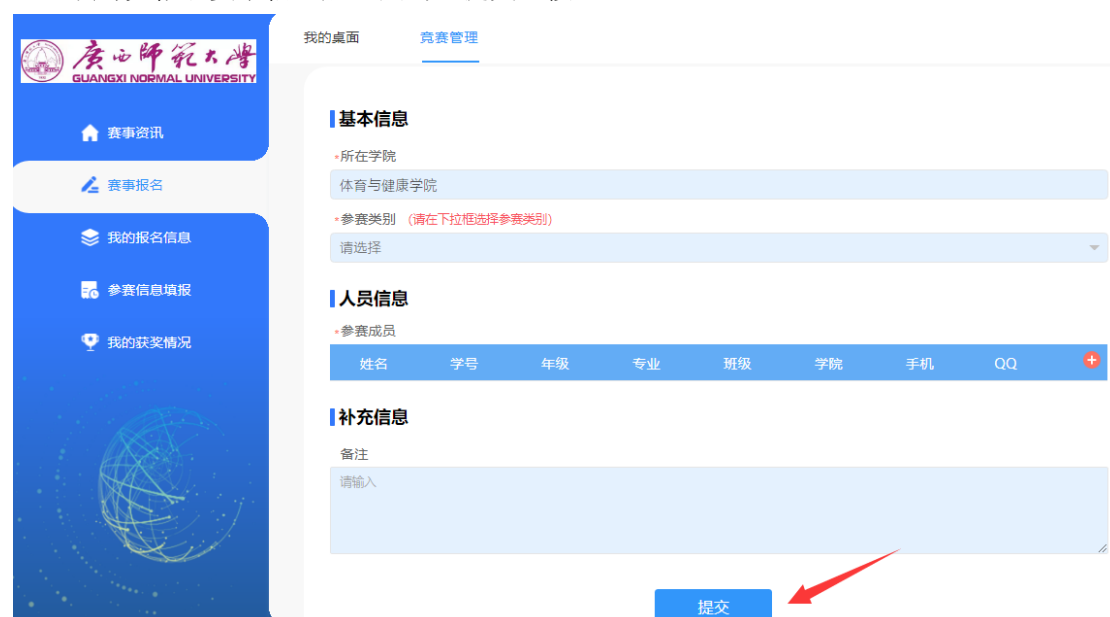 我的桌面 竞赛管理
广西师范大学
GUANGXI NORMAL UNIVERSITY
赛事资讯
赛事报名
我的报名信息
参赛信息填报
我的获奖情况
基本信息
*所在学院
体育与健康学院
*参赛类别 (请在下拉框选择参赛类别)
请选择
人员信息
*参赛成员
姓名 学号 年级 专业 班级 学院 手机 QQ
补充信息
备注
请输入
提交